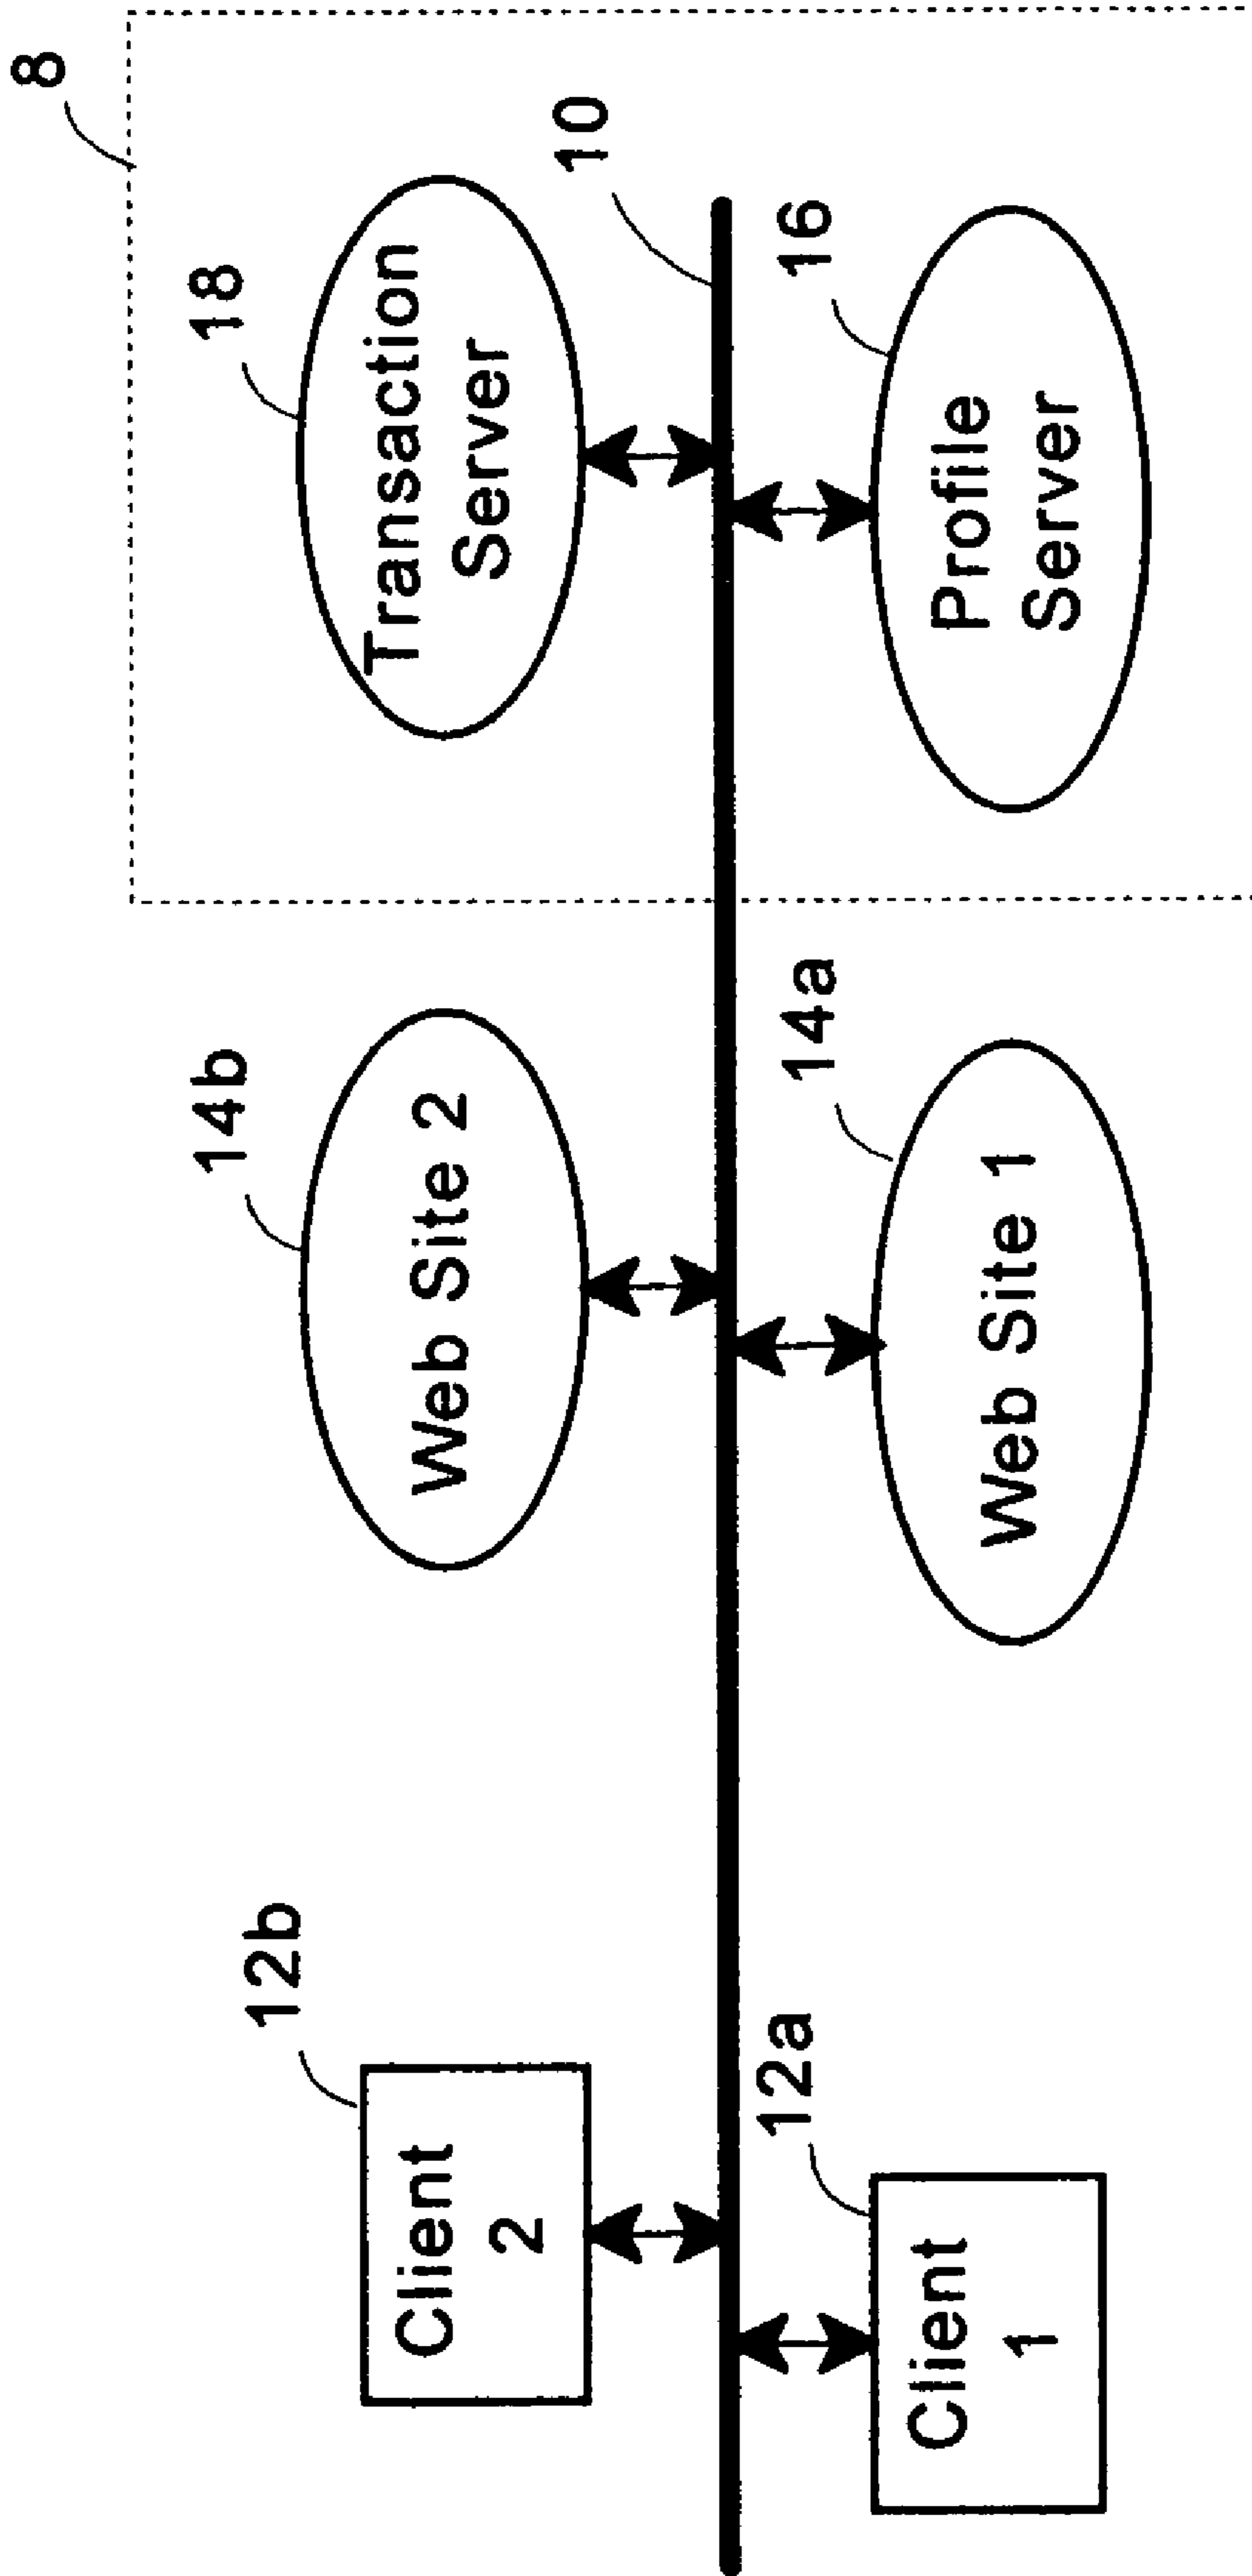 8
18
Transaction
Server
10
16
Profile
Server
14b
Web Site 2
14a
Web Site 1
12b
Client
2
12a
Client
1